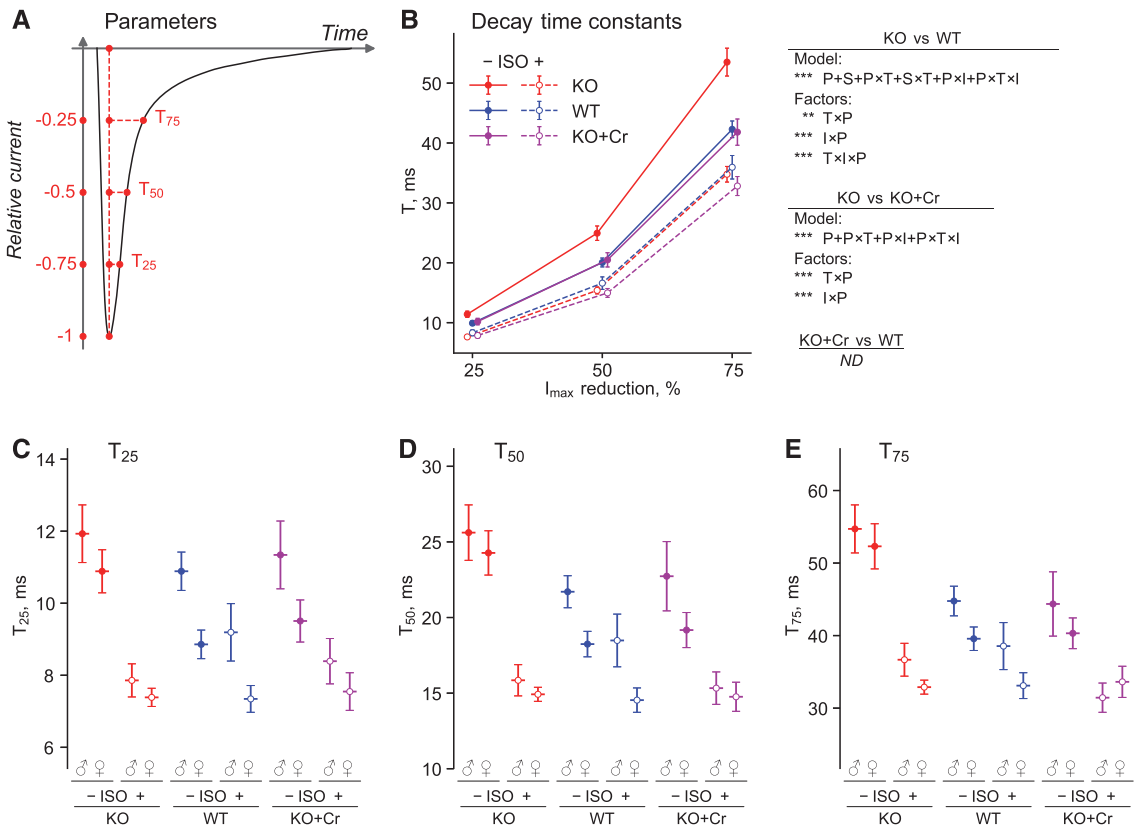 A Parameters
Time
Relative current
-0.25
-0.5
-0.75
-1
T75
T50
T25
B Decay time constants
− ISO +
KO
WT
KO+Cr
T, ms
50
40
30
20
10
25 50 75
Imax reduction, %
KO vs WT
Model:
*** P+S+P×T+S×T+P×I+P×T×I
Factors:
** T×P
*** I×P
*** T×I×P
KO vs KO+Cr
Model:
*** P+P×T+P×I+P×T×I
Factors:
*** T×P
*** I×P
KO+Cr vs WT
ND
C T25
T25, ms
14
12
10
8
6
♂ ♀ ♂ ♀ ♂ ♀ ♂ ♀ ♂ ♀ ♂ ♀
− ISO + − ISO + − ISO +
KO WT KO+Cr
D T50
T50, ms
30
25
20
15
10
♂ ♀ ♂ ♀ ♂ ♀ ♂ ♀ ♂ ♀ ♂ ♀
− ISO + − ISO + − ISO +
KO WT KO+Cr
E T75
T75, ms
60
50
40
30
♂ ♀ ♂ ♀ ♂ ♀ ♂ ♀ ♂ ♀ ♂ ♀
− ISO + − ISO + − ISO +
KO WT KO+Cr